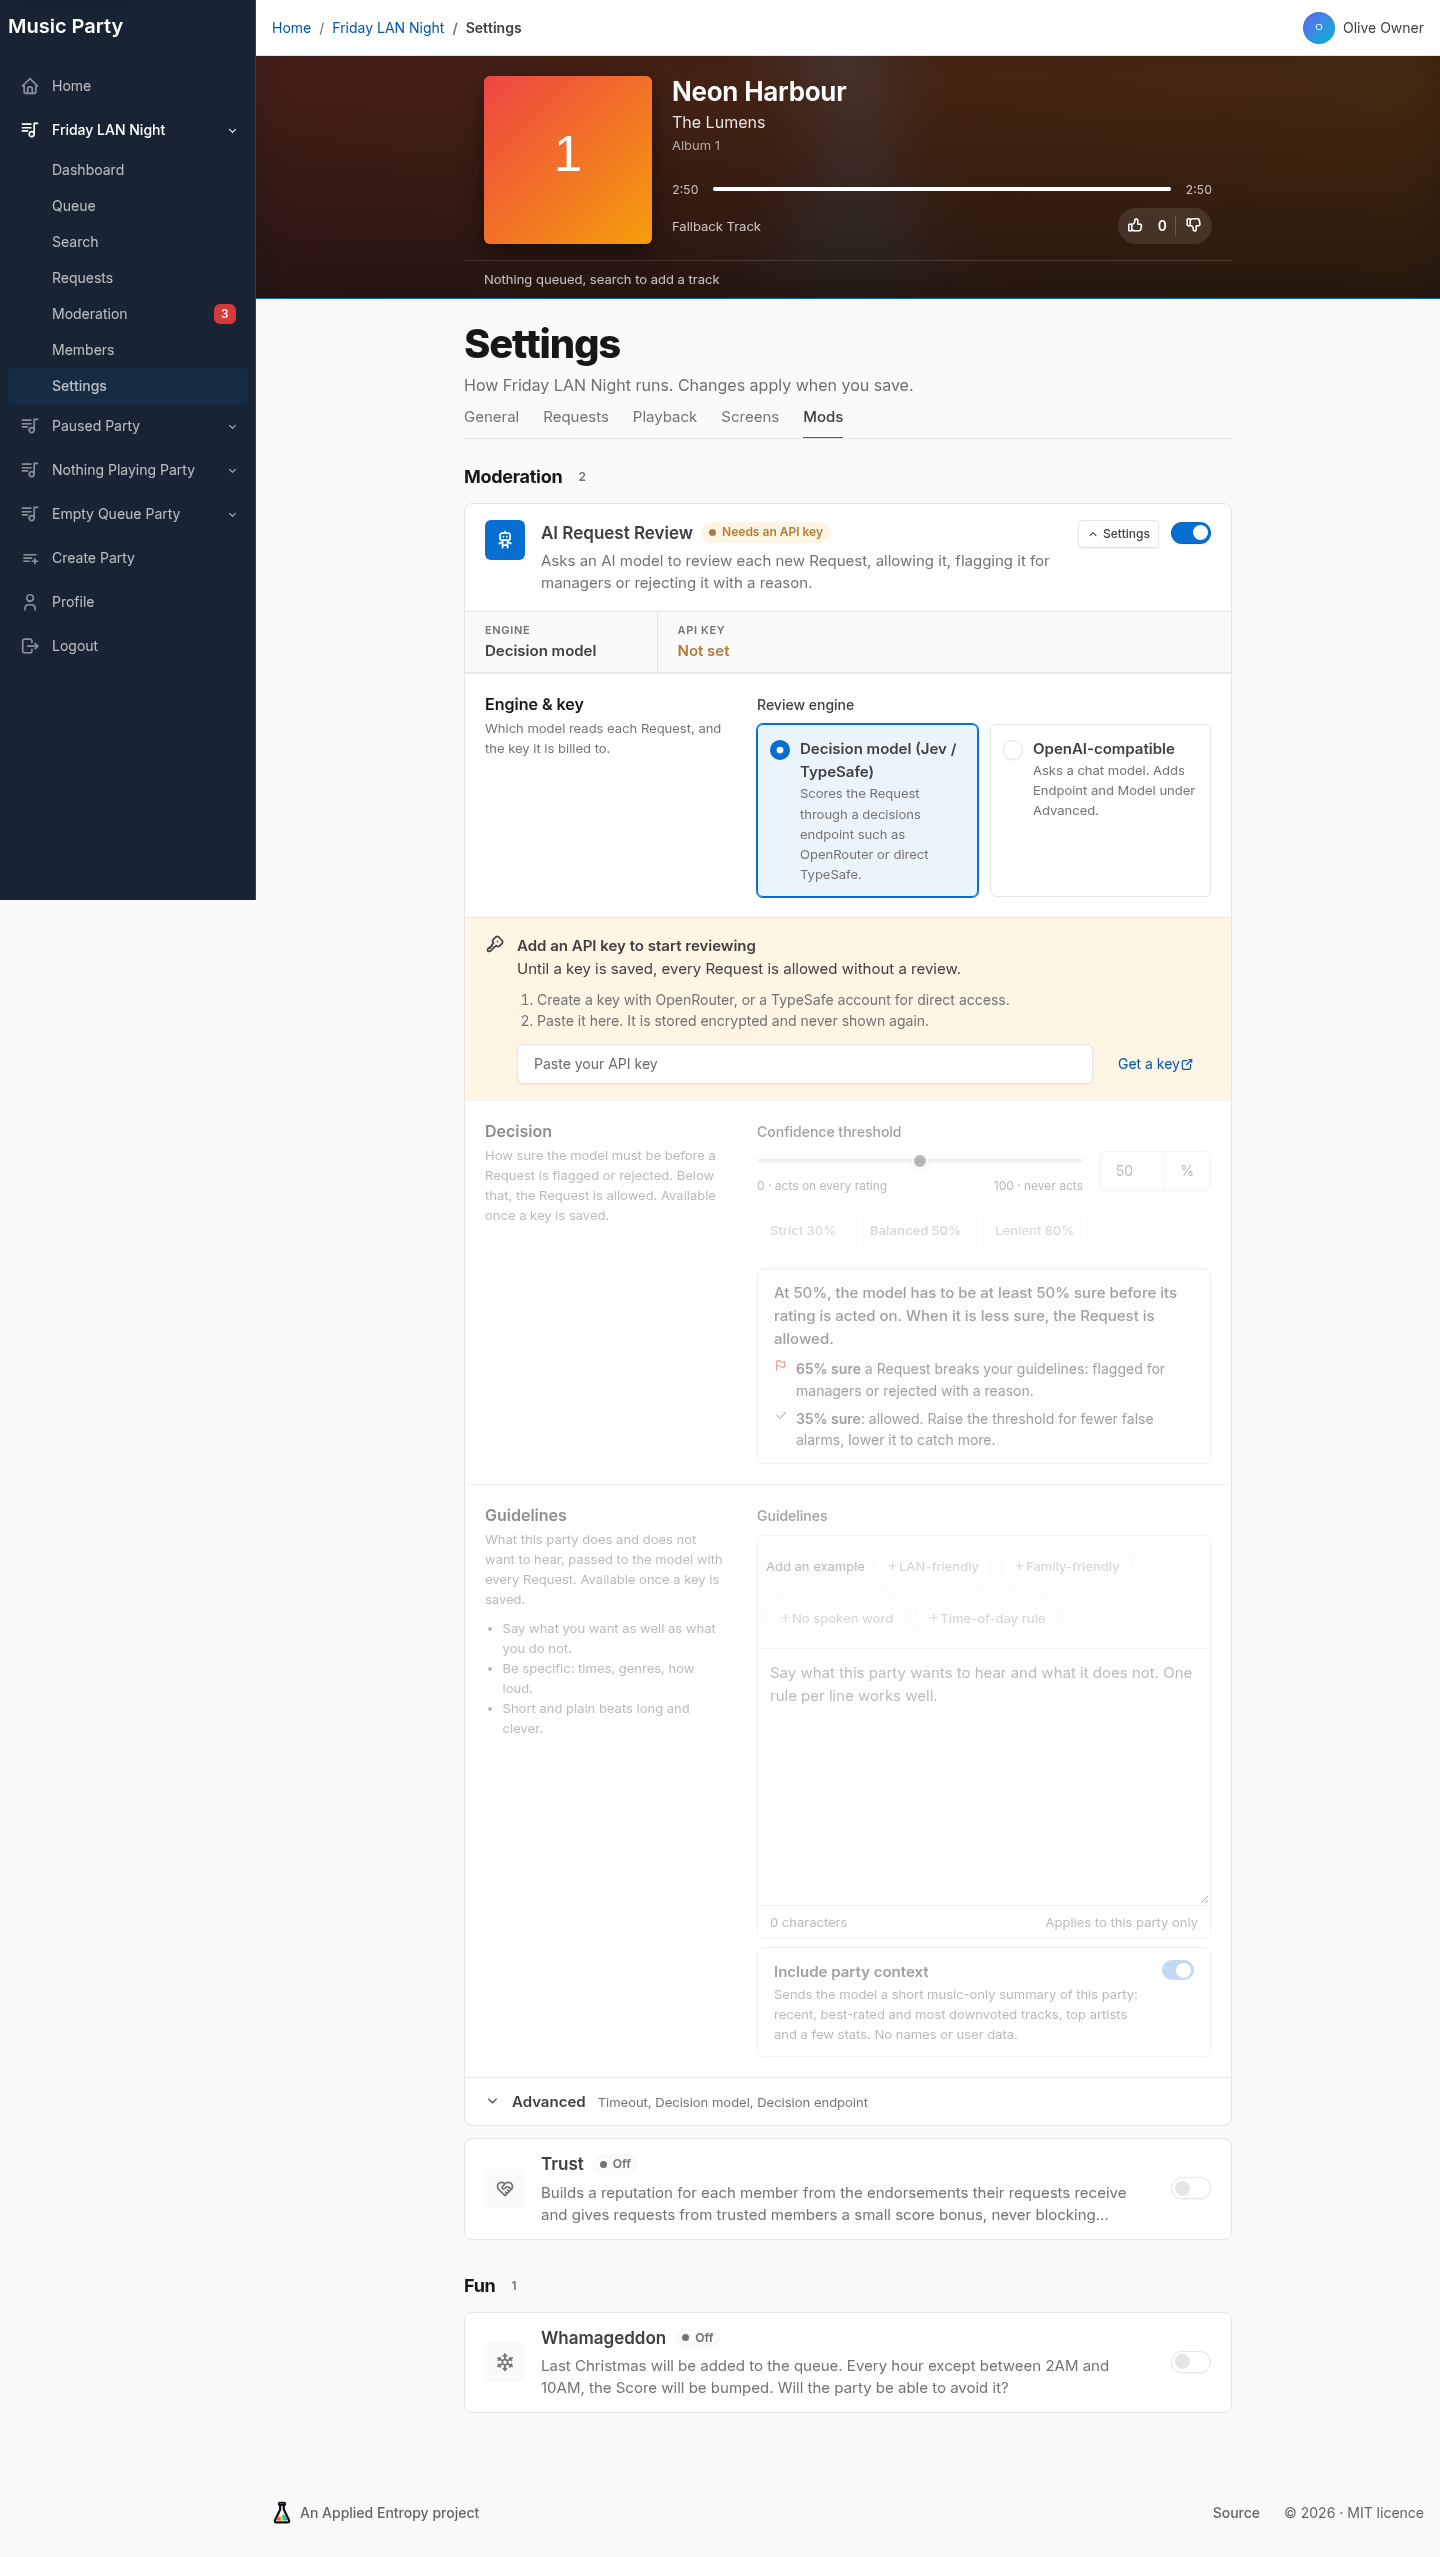 Music Party
Home / Friday LAN Night / Settings
O
Olive Owner
Home
Friday LAN Night
Dashboard
Queue
Search
Requests
Moderation 3
Members
Settings
Paused Party
Nothing Playing Party
Empty Queue Party
Create Party
Profile
Logout
1
Neon Harbour
The Lumens
Album 1
2:50 2:50
Fallback Track
0
Nothing queued, search to add a track
Settings
How Friday LAN Night runs. Changes apply when you save.
General Requests Playback Screens Mods
Moderation 2
AI Request Review Needs an API key
Settings
Asks an AI model to review each new Request, allowing it, flagging it for
managers or rejecting it with a reason.
ENGINE
Decision model
API KEY
Not set
Engine & key
Which model reads each Request, and
the key it is billed to.
Review engine
Decision model (Jev /
TypeSafe)
Scores the Request
through a decisions
endpoint such as
OpenRouter or direct
TypeSafe.
OpenAI-compatible
Asks a chat model. Adds
Endpoint and Model under
Advanced.
Add an API key to start reviewing
Until a key is saved, every Request is allowed without a review.
1. Create a key with OpenRouter, or a TypeSafe account for direct access.
2. Paste it here. It is stored encrypted and never shown again.
Paste your API key
Get a key
Decision
How sure the model must be before a
Request is flagged or rejected. Below
that, the Request is allowed. Available
once a key is saved.
Confidence threshold
50 %
0 · acts on every rating 100 · never acts
Strict 30% Balanced 50% Lenient 80%
At 50%, the model has to be at least 50% sure before its
rating is acted on. When it is less sure, the Request is
allowed.
65% sure a Request breaks your guidelines: flagged for
managers or rejected with a reason.
35% sure: allowed. Raise the threshold for fewer false
alarms, lower it to catch more.
Guidelines
What this party does and does not
want to hear, passed to the model with
every Request. Available once a key is
saved.
• Say what you want as well as what
you do not.
• Be specific: times, genres, how
loud.
• Short and plain beats long and
clever.
Guidelines
Add an example +LAN-friendly +Family-friendly
+No spoken word +Time-of-day rule
Say what this party wants to hear and what it does not. One
rule per line works well.
0 characters Applies to this party only
Include party context
Sends the model a short music-only summary of this party:
recent, best-rated and most downvoted tracks, top artists
and a few stats. No names or user data.
Advanced Timeout, Decision model, Decision endpoint
Trust Off
Builds a reputation for each member from the endorsements their requests receive
and gives requests from trusted members a small score bonus, never blocking...
Fun 1
Whamageddon Off
Last Christmas will be added to the queue. Every hour except between 2AM and
10AM, the Score will be bumped. Will the party be able to avoid it?
An Applied Entropy project
Source © 2026 · MIT licence